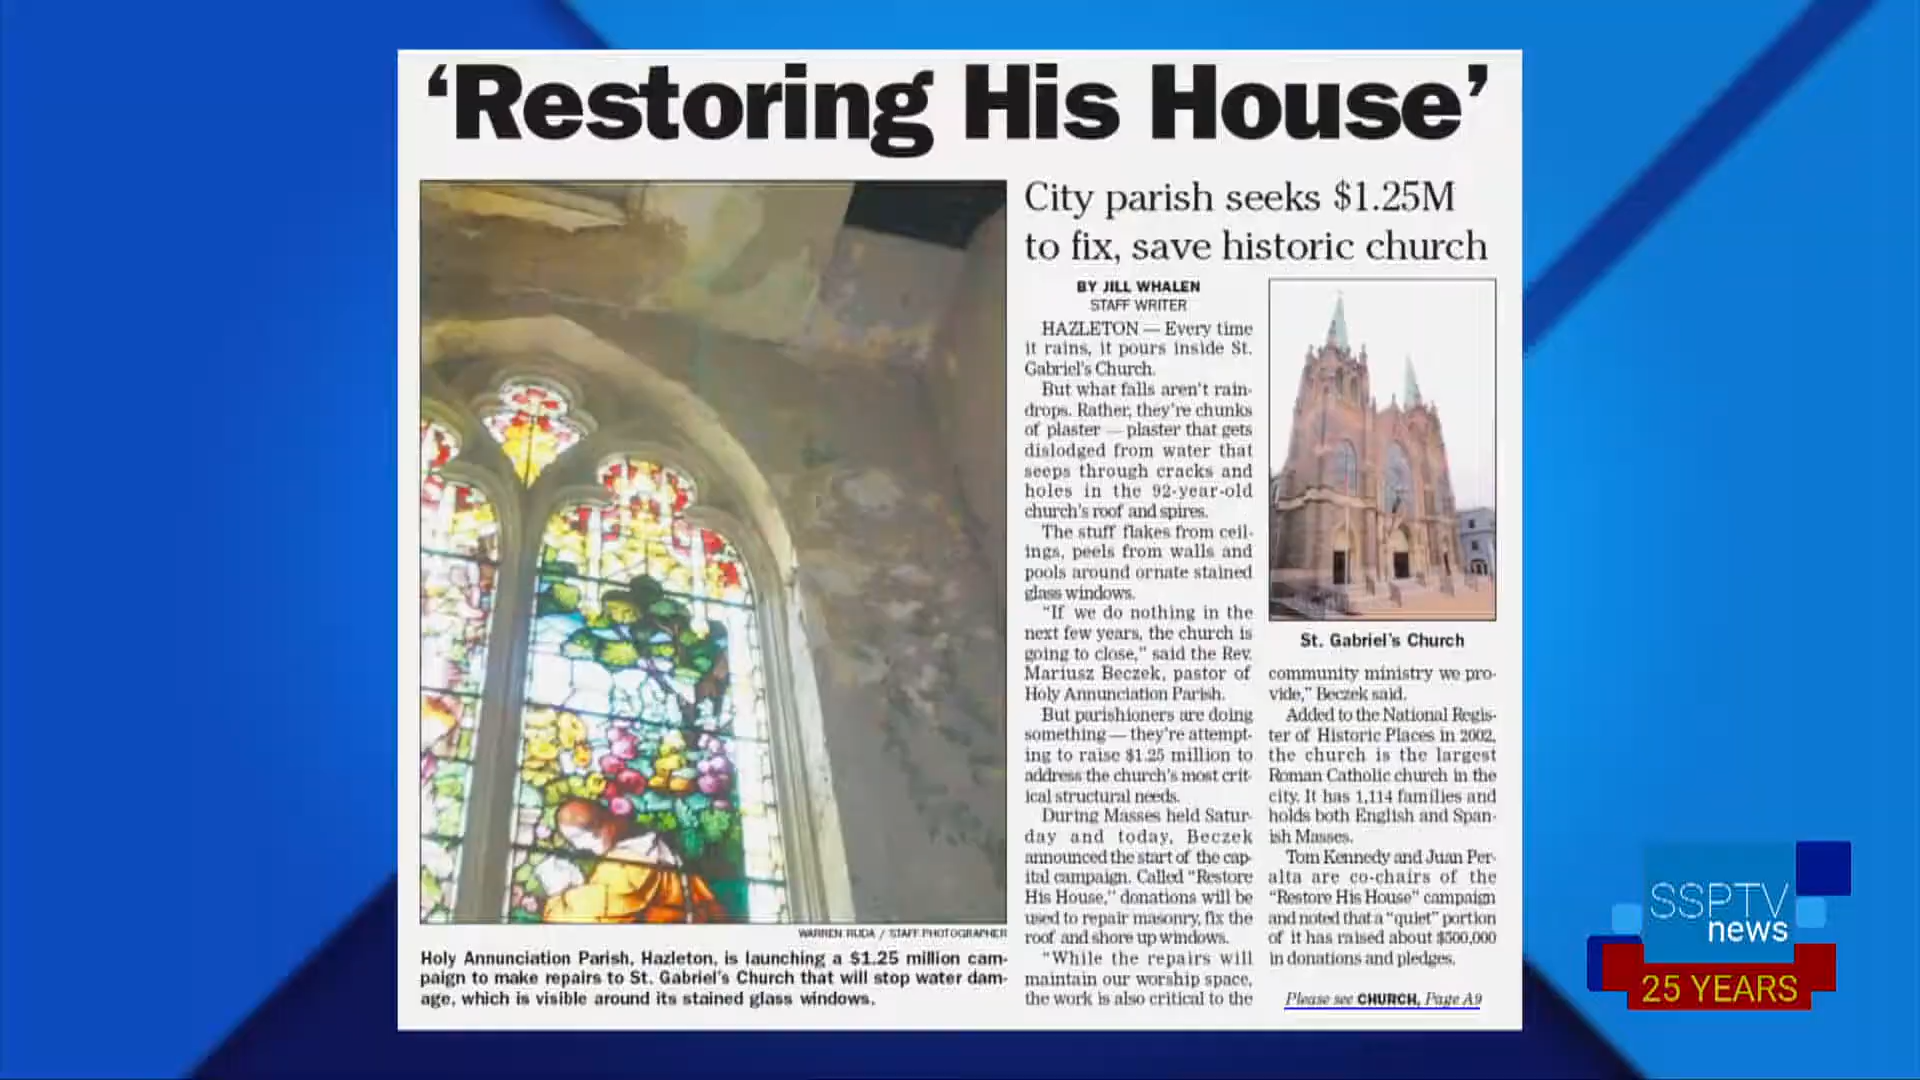 ‘Restoring His House’
City parish seeks $1.25M
to fix, save historic church
BY JILL WHALEN
STAFF WRITER
HAZLETON — Every time
it rains, it pours inside St.
Gabriel's Church.
But what falls aren't rain-
drops. Rather, they're chunks
of plaster — plaster that gets
dislodged from water that
seeps through cracks and
holes in the 92-year-old
church's roof and spires.
The stuff flakes from ceil-
ings, peels from walls and
pools around ornate stained
glass windows.
"If we do nothing in the
next few years, the church is
going to close," said the Rev.
Mariusz Beczek, pastor of
Holy Annunciation Parish.
But parishioners are doing
something — they're attempt-
ing to raise $1.25 million to
address the church's most crit-
ical structural needs.
During Masses held Satur-
day and today, Beczek
announced the start of the cap-
ital campaign. Called "Restore
His House," donations will be
used to repair masonry, fix the
roof and shore up windows.
"While the repairs will
maintain our worship space,
the work is also critical to the
St. Gabriel's Church
community ministry we pro-
vide," Beczek said.
Added to the National Regis-
ter of Historic Places in 2002,
the church is the largest
Roman Catholic church in the
city. It has 1,114 families and
holds both English and Span-
ish Masses.
Tom Kennedy and Juan Per-
alta are co-chairs of the
"Restore His House" campaign
and noted that a "quiet" portion
of it has raised about $500,000
in donations and pledges.
Please see CHURCH, Page A9
WARREN RUDA / STAFF PHOTOGRAPHER
Holy Annunciation Parish, Hazleton, is launching a $1.25 million cam-
paign to make repairs to St. Gabriel's Church that will stop water dam-
age, which is visible around its stained glass windows.
SSPTV
news
25 YEARS